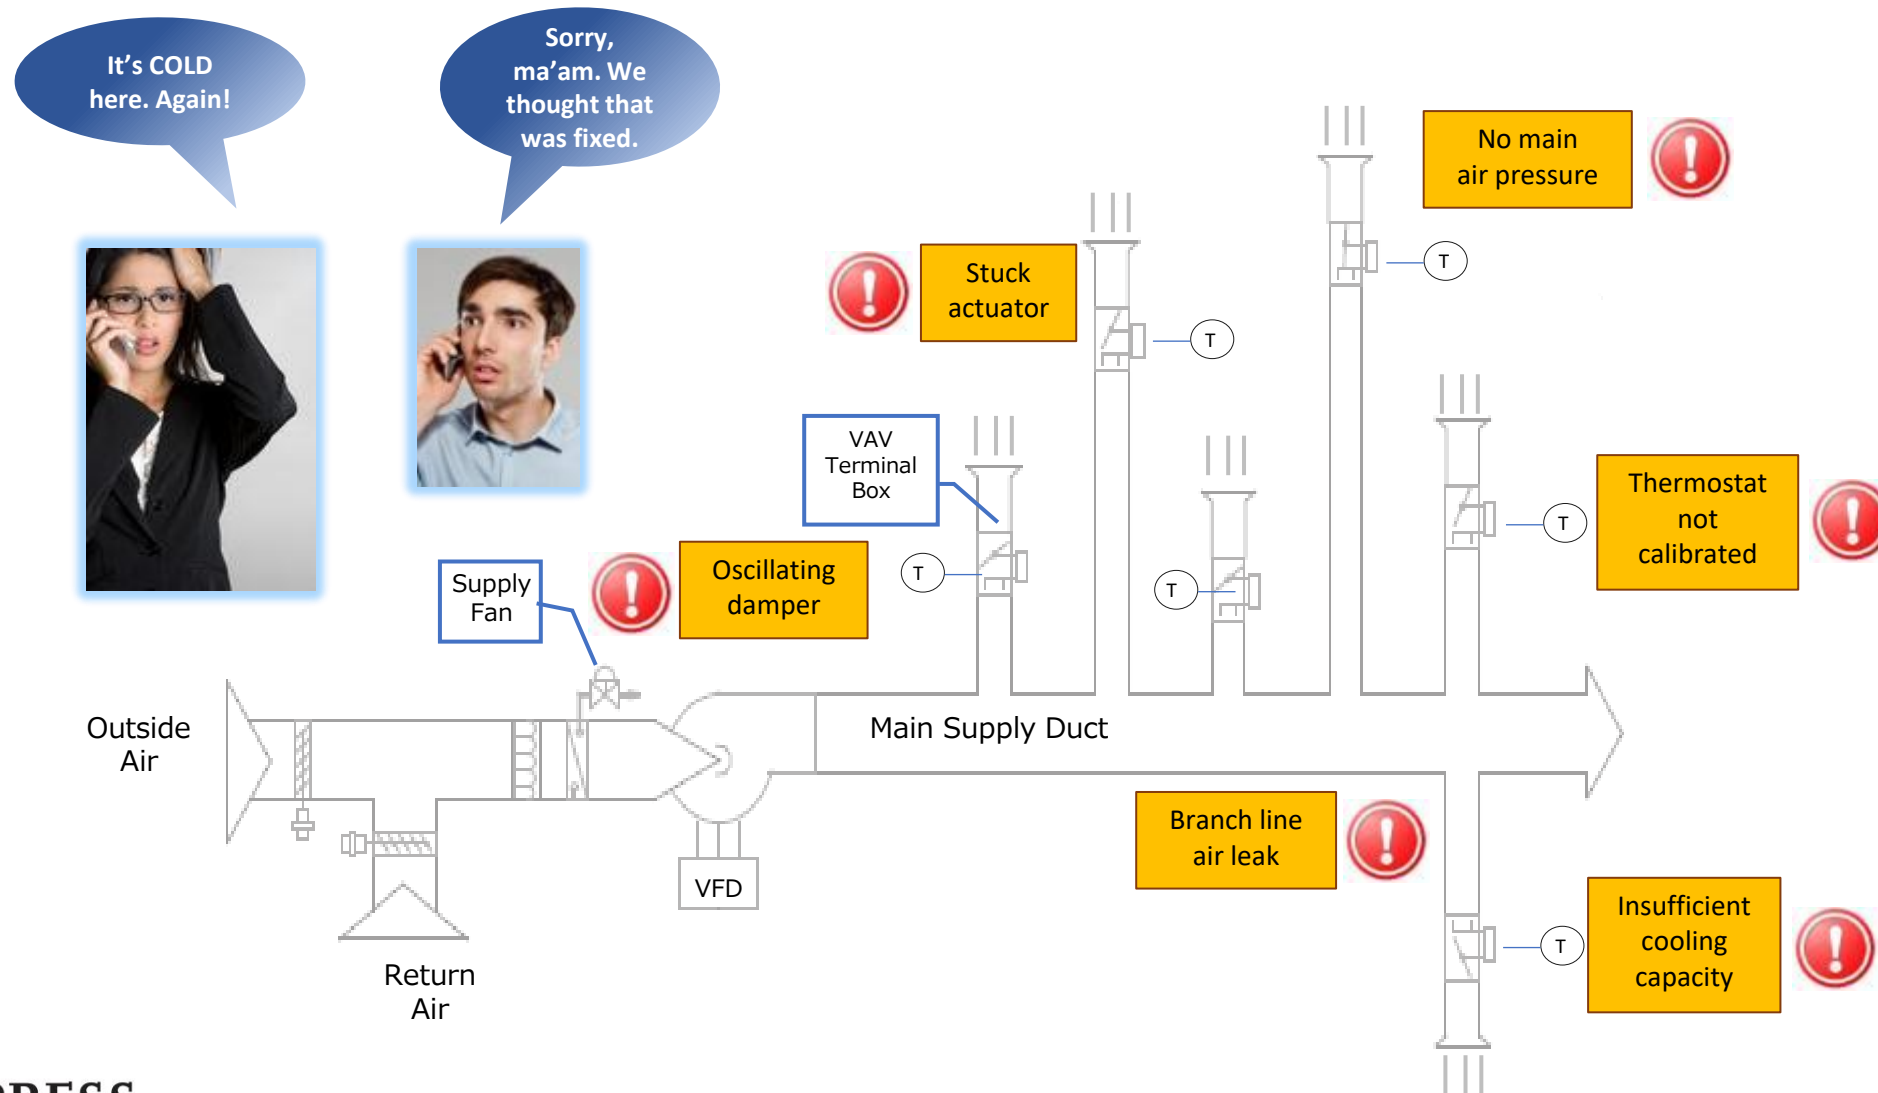 It's COLD
here. Again!
Sorry,
ma'am. We
thought that
was fixed.
No main
air pressure
Stuck
actuator
T
T
VAV
Terminal
Box
Thermostat
not
calibrated
T
Oscillating
damper
T
T
Supply
Fan
Outside
Air
Main Supply Duct
Branch line
air leak
VFD
Insufficient
cooling
capacity
T
Return
Air